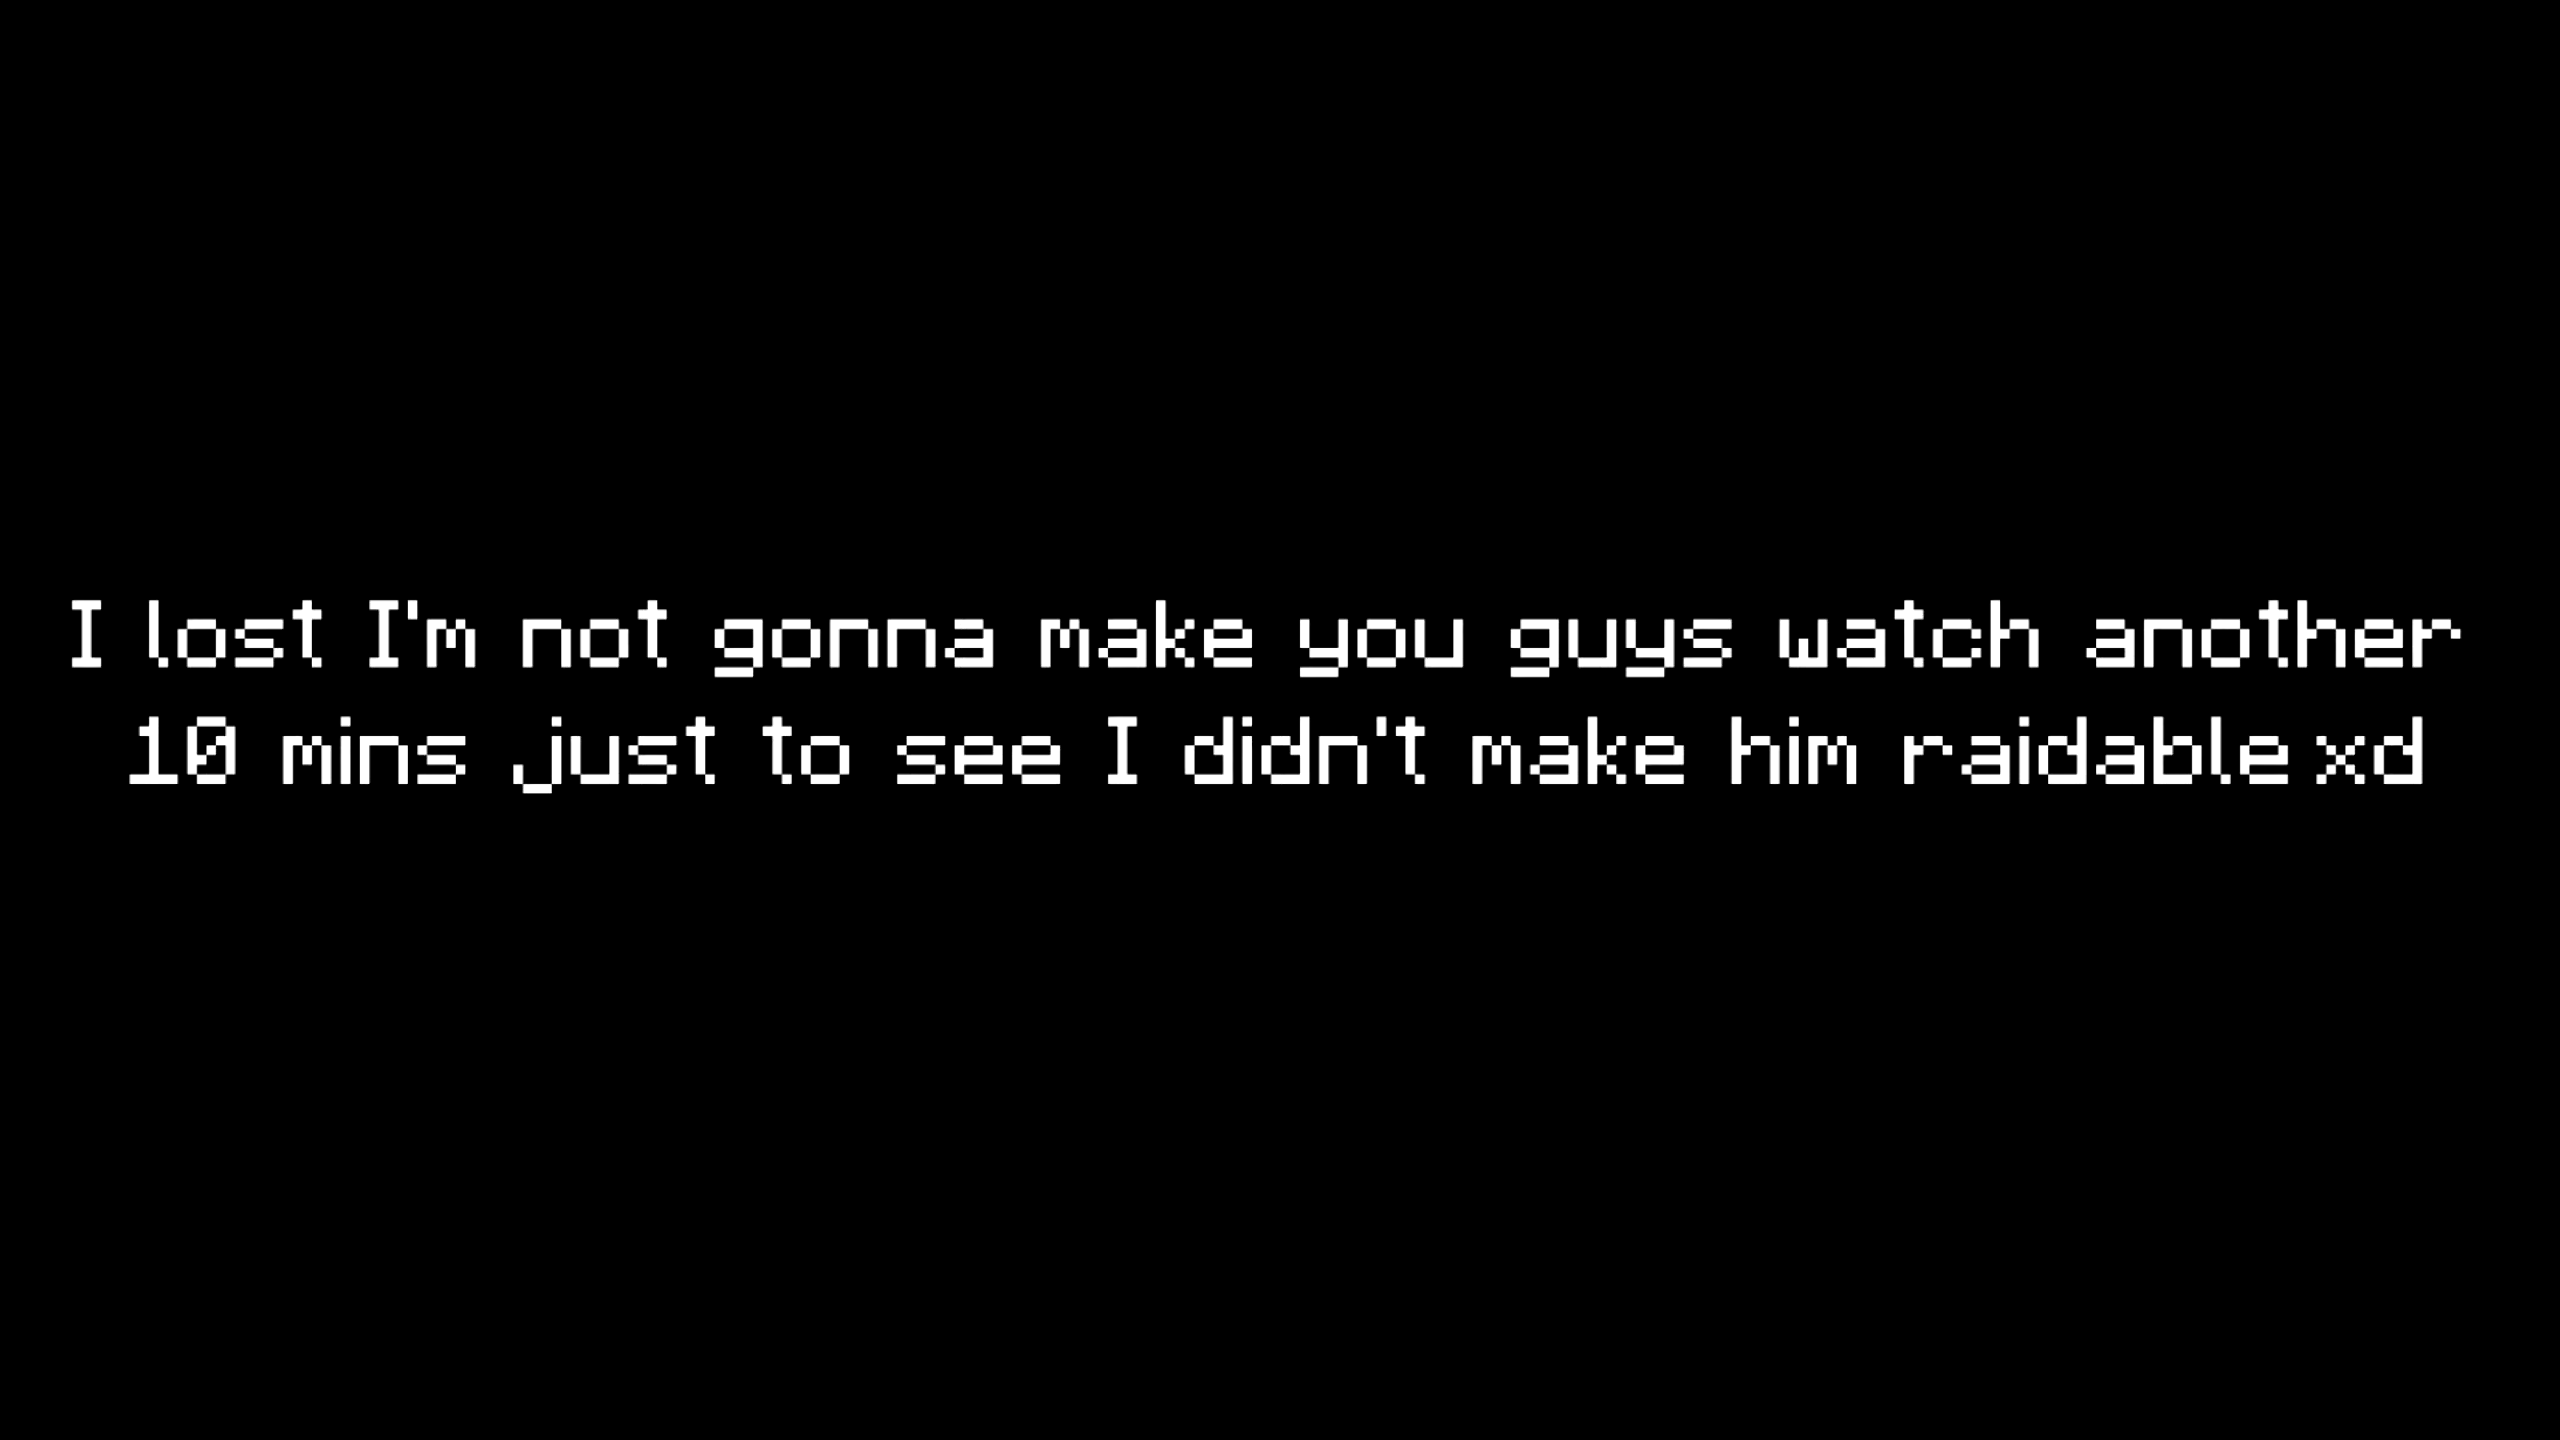 I lost I'm not gonna make you guys watch another
10 mins just to see I didn't make him raidable xd